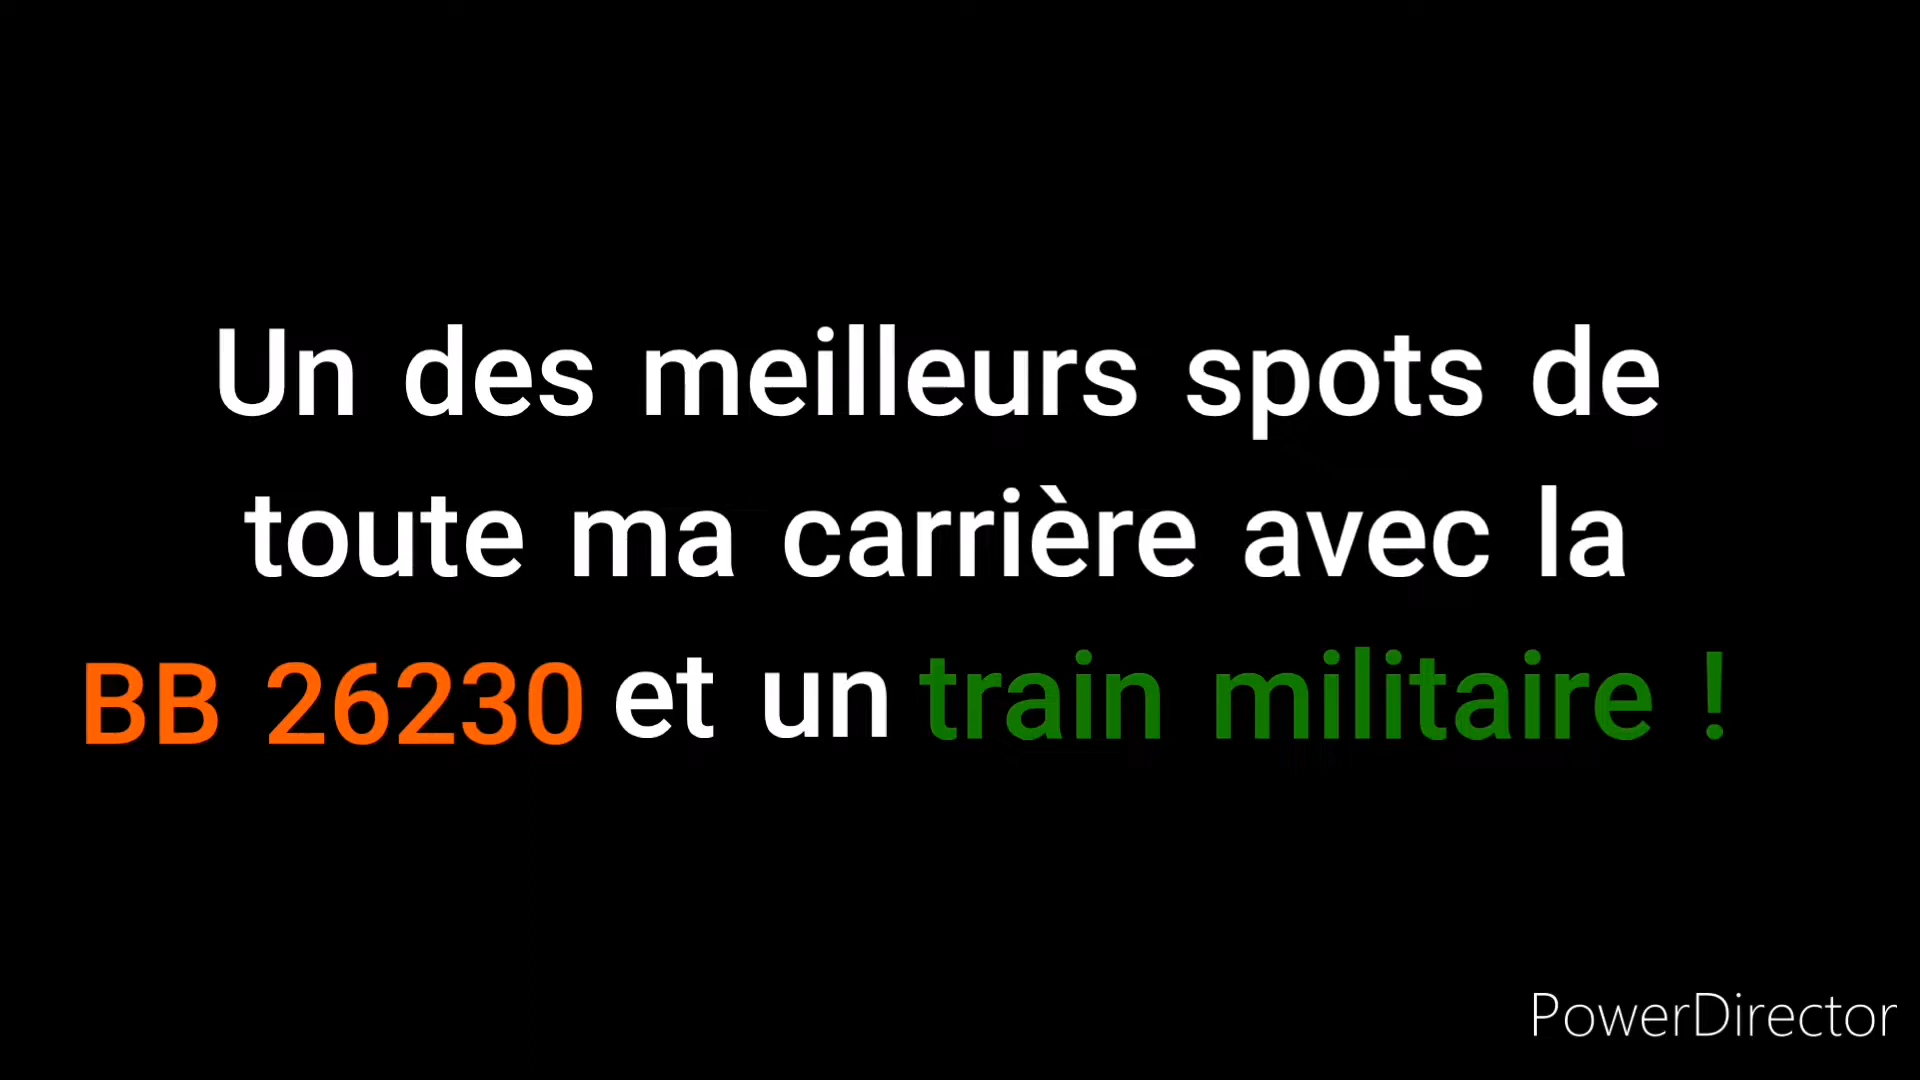 Un des meilleurs spots de
toute ma carrière avec la
BB 26230 et un train militaire !
PowerDirector